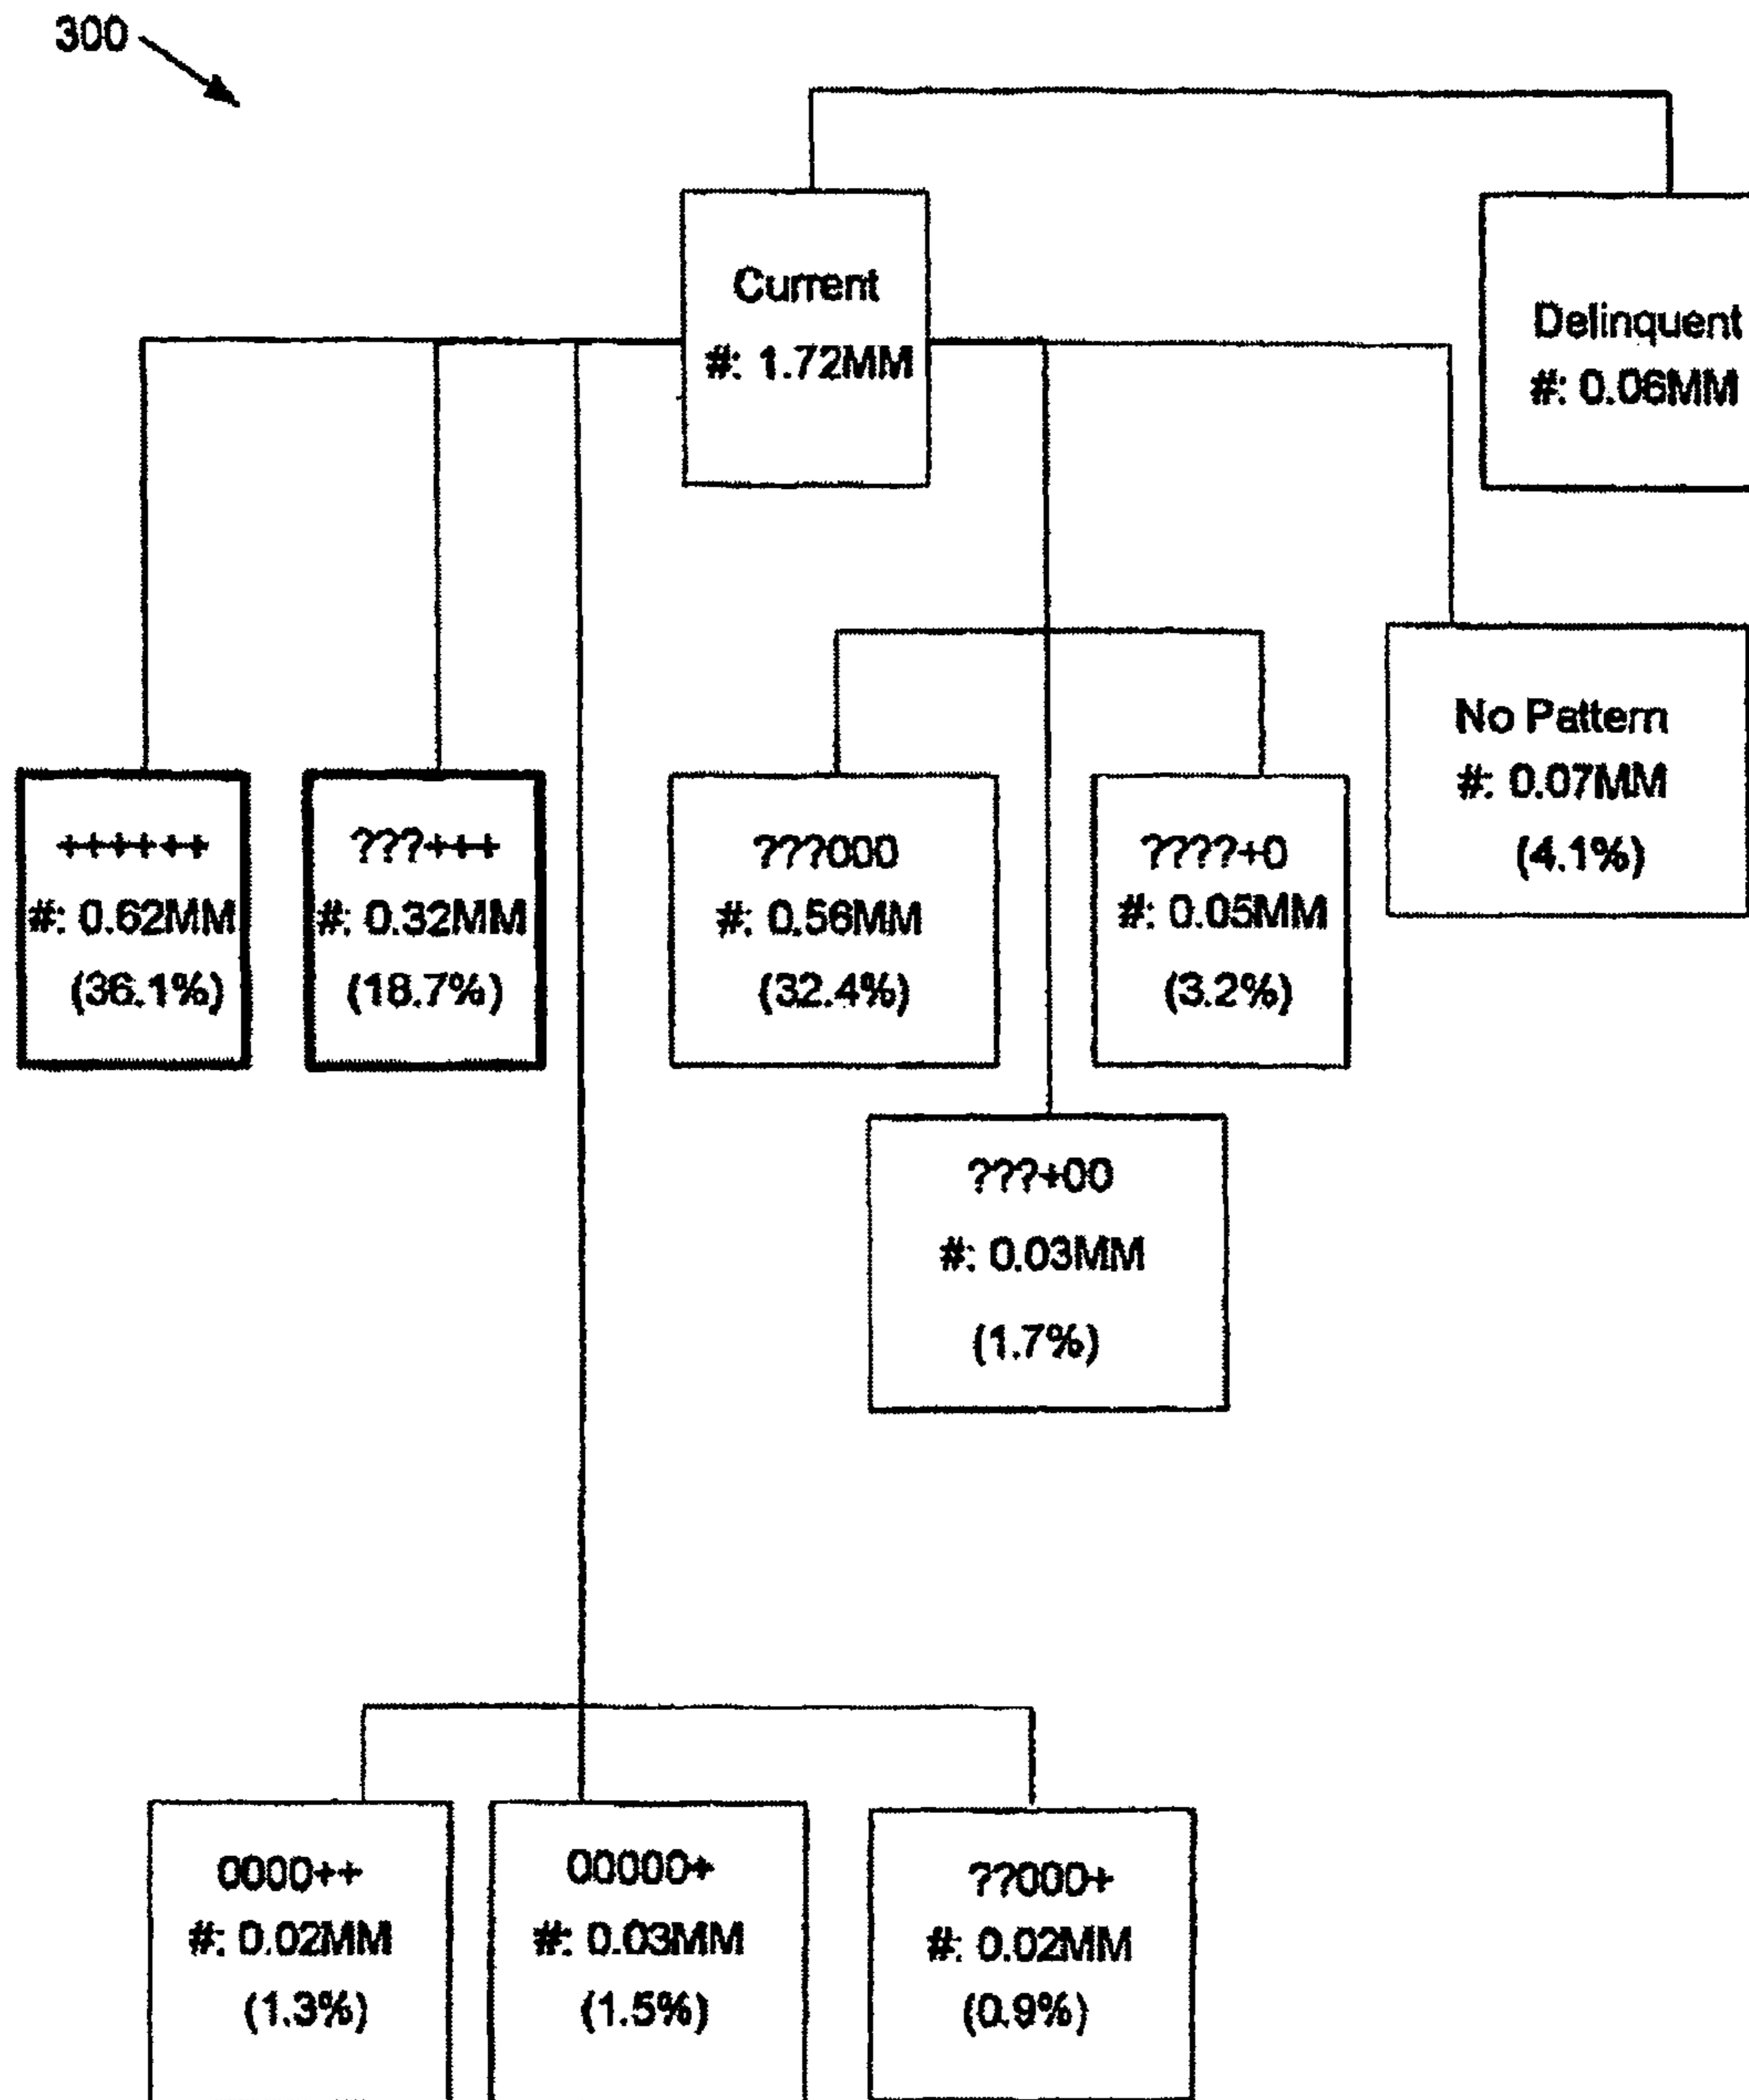 300
Current
#: 1.72MM
Delinquent
#: 0.06MM
No Pattern
#: 0.07MM
(4.1%)
++++++
#: 0.62MM
(36.1%)
???+++
#: 0.32MM
(18.7%)
???000
#: 0.56MM
(32.4%)
????+0
#: 0.05MM
(3.2%)
???+00
#: 0.03MM
(1.7%)
0000++
#: 0.02MM
(1.3%)
00000+
#: 0.03MM
(1.5%)
??000+
#: 0.02MM
(0.9%)